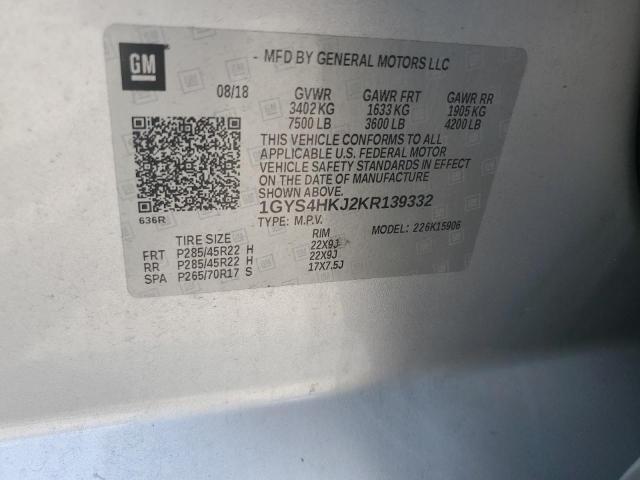 GM
MFD BY GENERAL MOTORS LLC
08/18 GVWR GAWR FRT GAWR RR
3402 KG 1633 KG 1905 KG
7500 LB 3600 LB 4200 LB
THIS VEHICLE CONFORMS TO ALL
APPLICABLE U.S. FEDERAL MOTOR
VEHICLE SAFETY STANDARDS IN EFFECT
ON THE DATE OF MANUFACTURE
SHOWN ABOVE.
1GYS4HKJ2KR139332
636R TYPE: M.P.V. MODEL: 226K15906
TIRE SIZE RIM
FRT P285/45R22 H 22X9J
RR P285/45R22 H 22X9J
SPA P265/70R17 S 17X7.5J